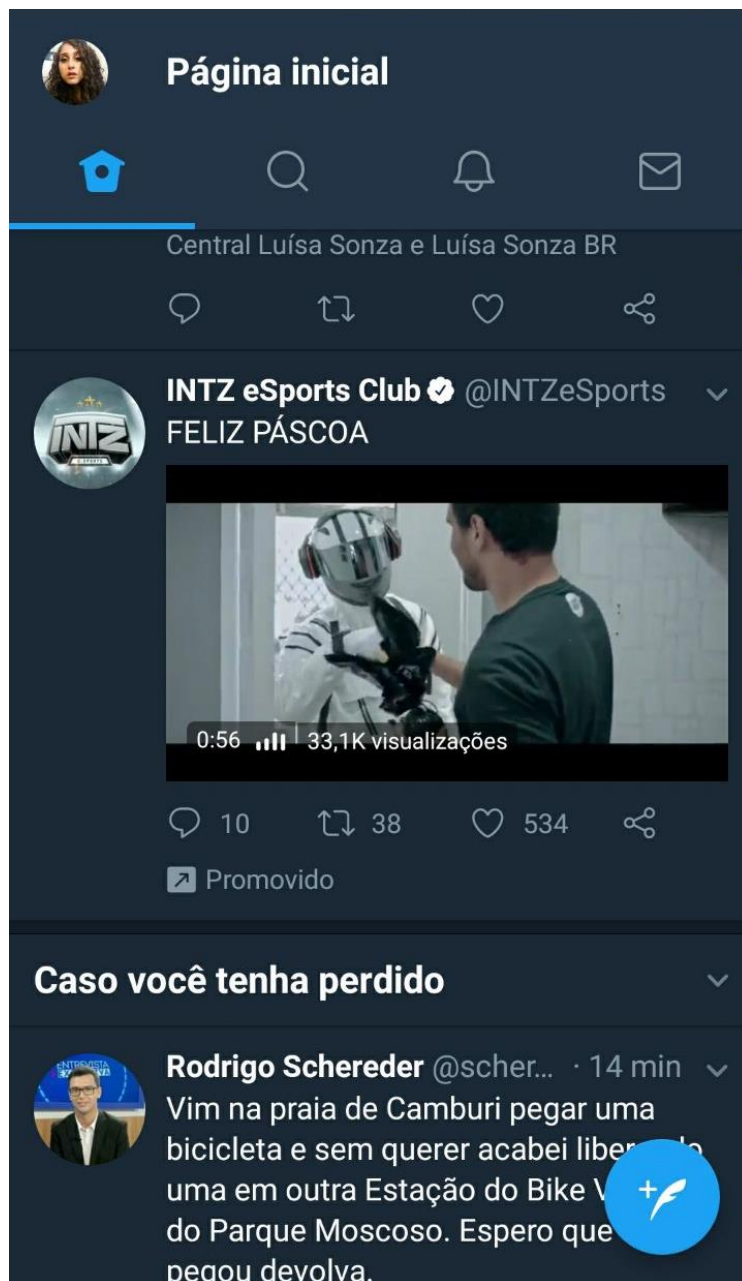 Página inicial
Central Luísa Sonza e Luísa Sonza BR
INTZ eSports Club @INTZeSports
FELIZ PÁSCOA
INTZ
0:56 33,1K visualizações
10 38 534
Promovido
Caso você tenha perdido
Rodrigo Schereder @scher... · 14 min
ENTREVISTA
Vim na praia de Camburi pegar uma
bicicleta e sem querer acabei
uma em outra Estação do Bike
do Parque Moscoso. Espero que
pegou devolva.